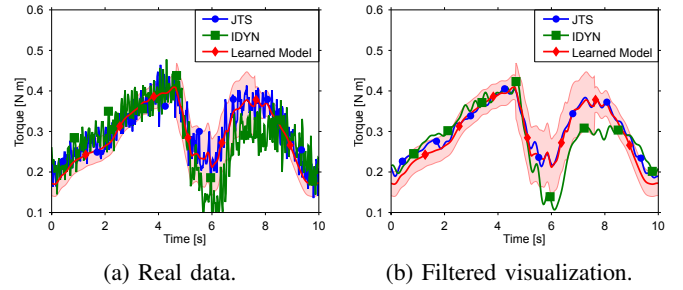 0.6
0.5
0.4
0.3
0.2
0.1
Torque [N m]
0 2 4 6 8 10
Time [s]
JTS
IDYN
Learned Model
(a) Real data.
0.6
0.5
0.4
0.3
0.2
0.1
Torque [N m]
0 2 4 6 8 10
Time [s]
JTS
IDYN
Learned Model
(b) Filtered visualization.